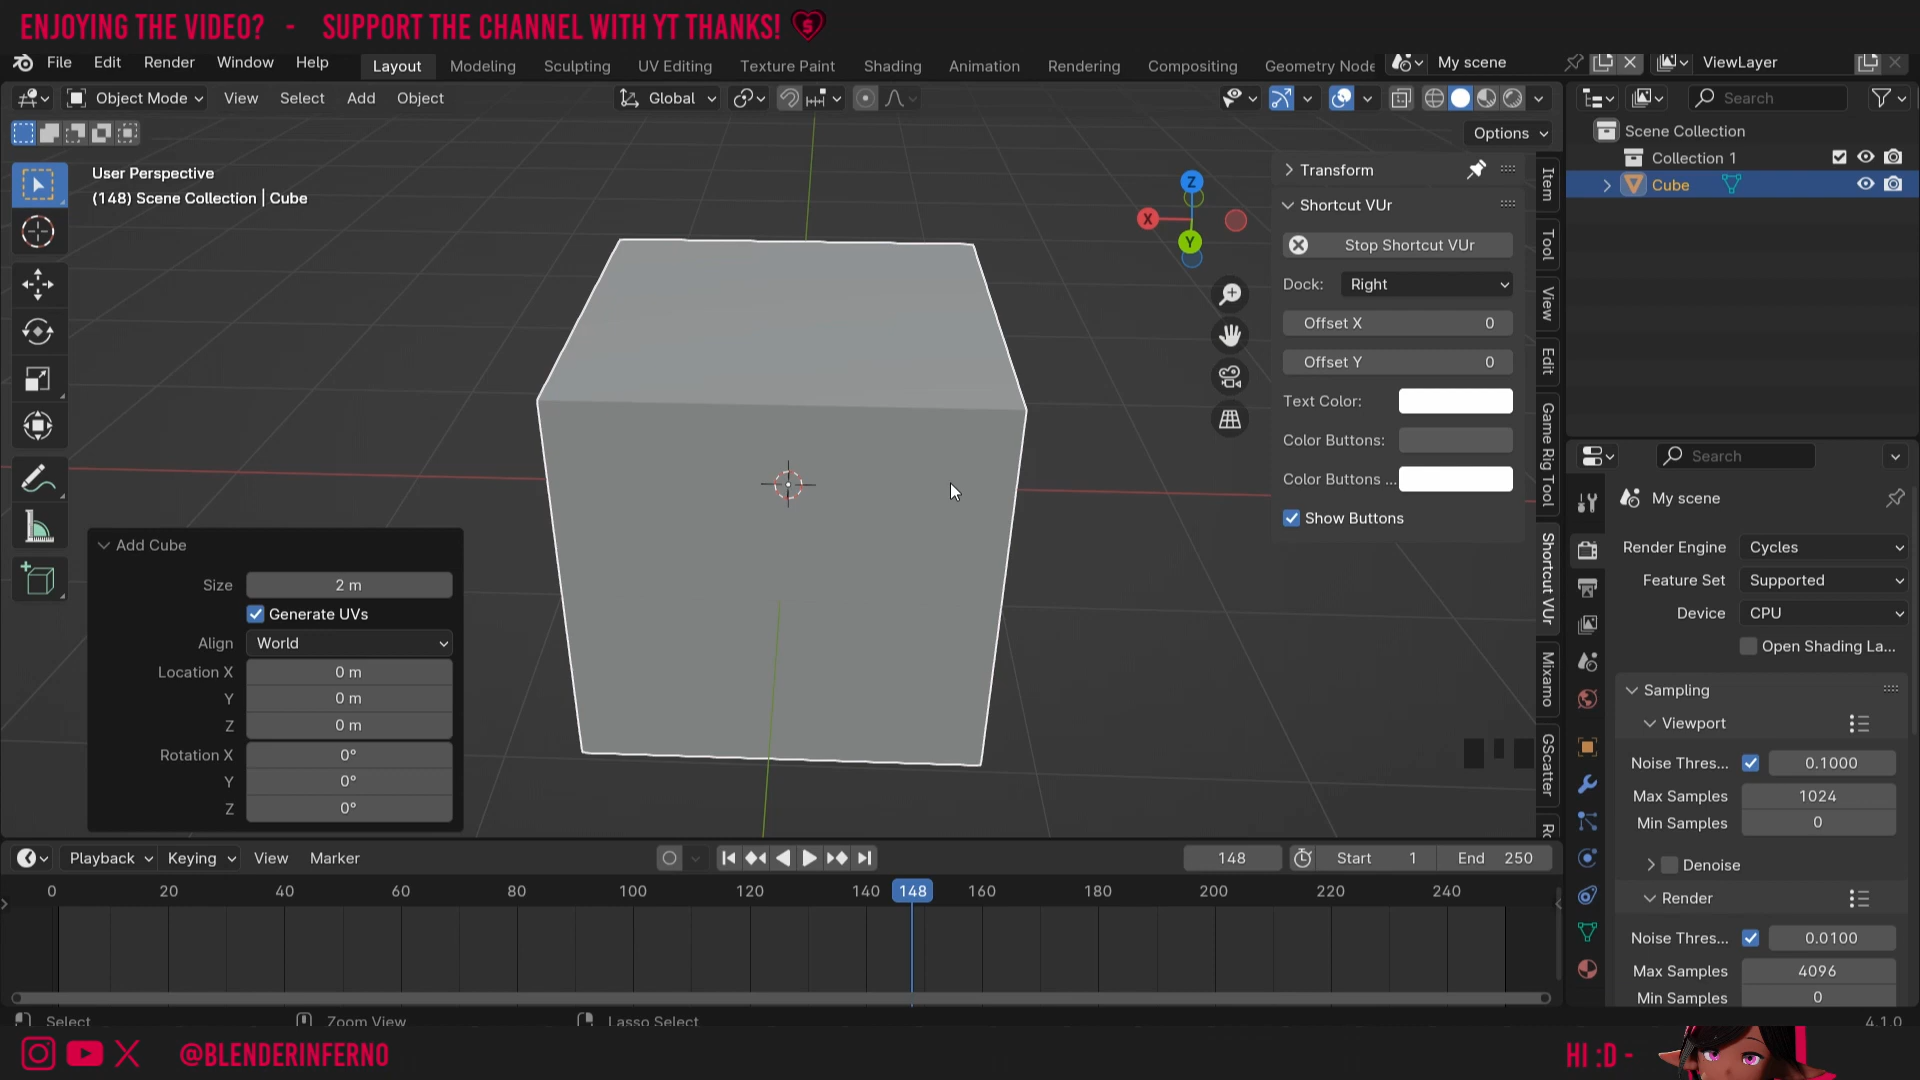 ENJOYING THE VIDEO? - SUPPORT THE CHANNEL WITH YT THANKS!
File Edit Render Window Help Layout Modeling Sculpting UV Editing Texture Paint Shading Animation Rendering Compositing Geometry Node My scene ViewLayer
Object Mode View Select Add Object Global Search
Options
Scene Collection
Collection 1
Cube
User Perspective
(148) Scene Collection | Cube
Z
X
Y
Transform
Shortcut VUr
Stop Shortcut VUr
Dock: Right
Offset X 0
Offset Y 0
Text Color:
Color Buttons:
Color Buttons ...
Show Buttons
Item
Tool
View
Edit
Game Rig Tool
Shortcut VUr
Mixamo
GScatter
Search
My scene
Render Engine Cycles
Feature Set Supported
Device CPU
Open Shading La...
Sampling
Viewport
Noise Thres... 0.1000
Max Samples 1024
Min Samples 0
Denoise
Render
Noise Thres... 0.0100
Max Samples 4096
Min Samples 0
Add Cube
Size 2 m
Generate UVs
Align World
Location X 0 m
Y 0 m
Z 0 m
Rotation X 0°
Y 0°
Z 0°
Playback Keying View Marker 148 Start 1 End 250
0 20 40 60 80 100 120 140 148 160 180 200 220 240
Select Zoom View Lasso Select 4.1.0
@BLENDERINFERNO
HI :D -